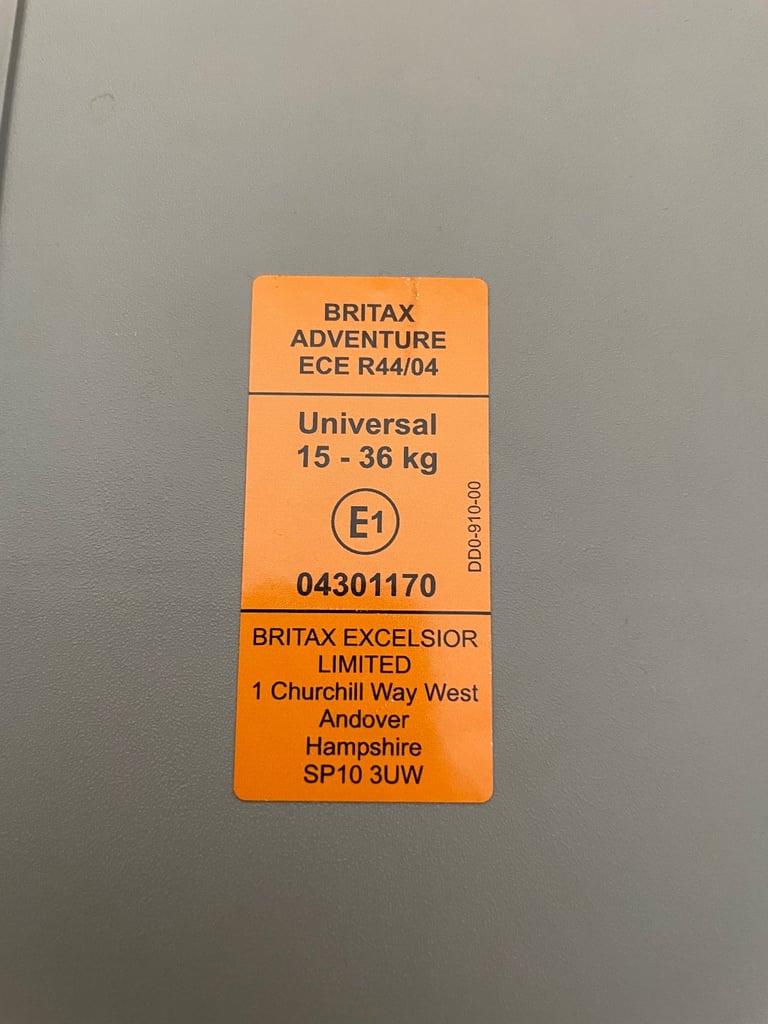 BRITAX
ADVENTURE
ECE R44/04
Universal
15 - 36 kg
E1
04301170
DD0-910-00
BRITAX EXCELSIOR
LIMITED
1 Churchill Way West
Andover
Hampshire
SP10 3UW